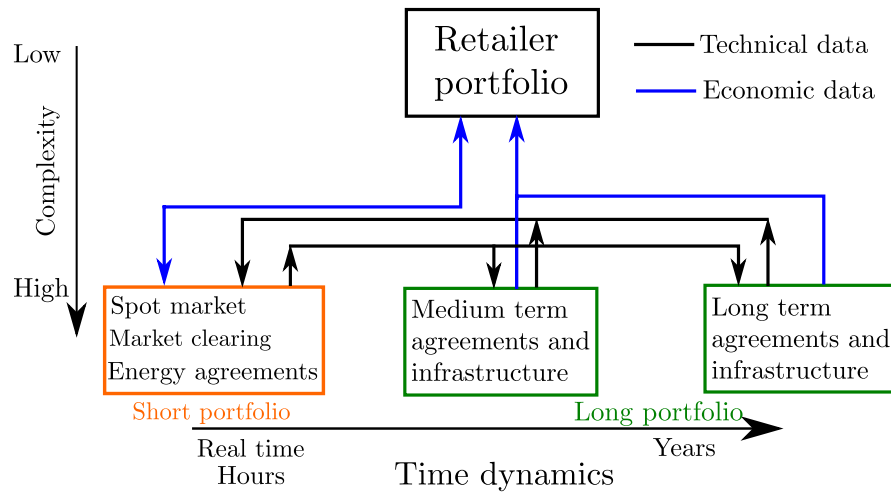 Retailer
portfolio
Technical data
Economic data
Low
Complexity
High
Spot market
Market clearing
Energy agreements
Medium term
agreements and
infrastructure
Long term
agreements and
infrastructure
Short portfolio
Long portfolio
Real time
Hours
Years
Time dynamics